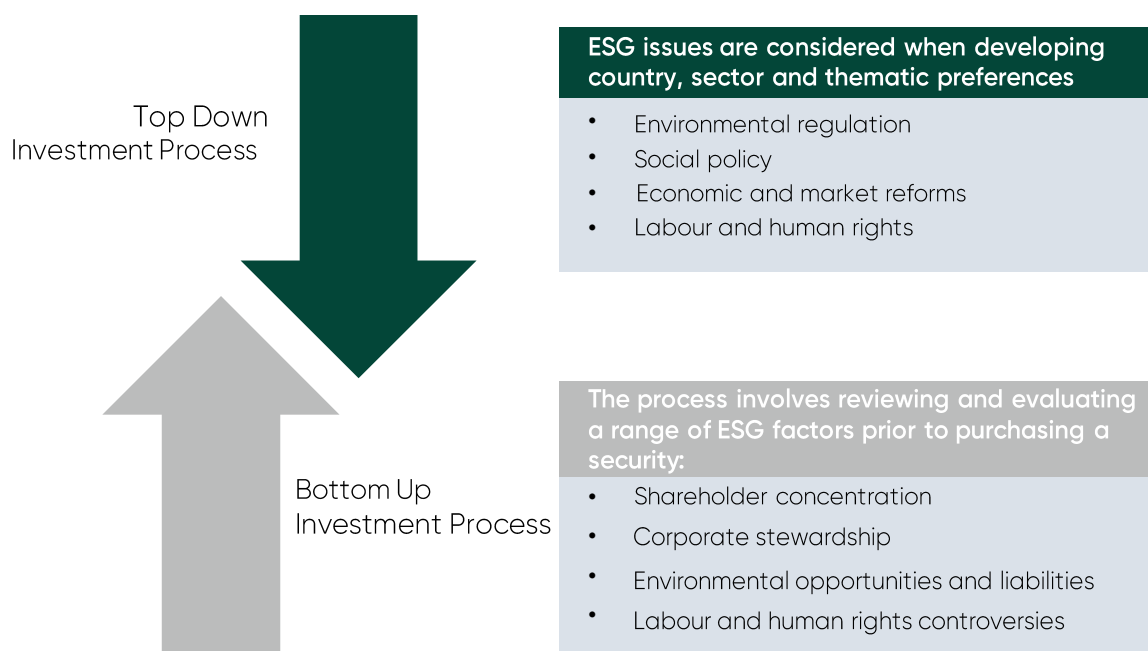 Top Down
Investment Process
ESG issues are considered when developing
country, sector and thematic preferences
• Environmental regulation
• Social policy
• Economic and market reforms
• Labour and human rights
Bottom Up
Investment Process
The process involves reviewing and evaluating
a range of ESG factors prior to purchasing a
security:
• Shareholder concentration
• Corporate stewardship
• Environmental opportunities and liabilities
• Labour and human rights controversies